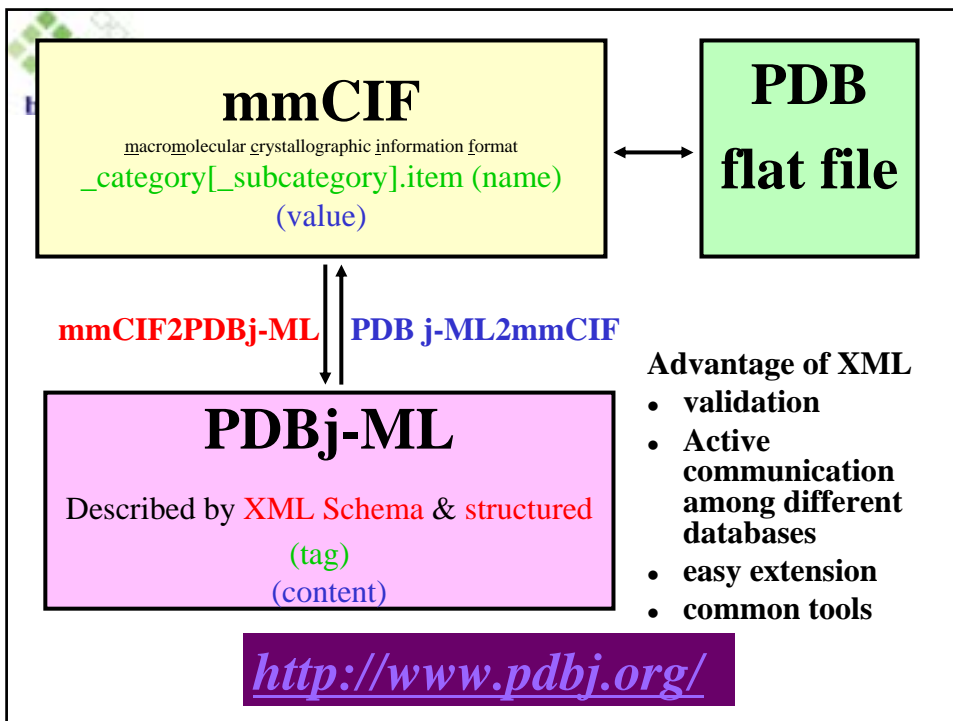 mmCIF
macromolecular crystallographic information format
_category[_subcategory].item (name)
(value)
PDB
flat file
mmCIF2PDBj-ML
PDB j-ML2mmCIF
PDBj-ML
Described by XML Schema & structured
(tag)
(content)
Advantage of XML
● validation
● Active
communication
among different
databases
● easy extension
● common tools
http://www.pdbj.org/